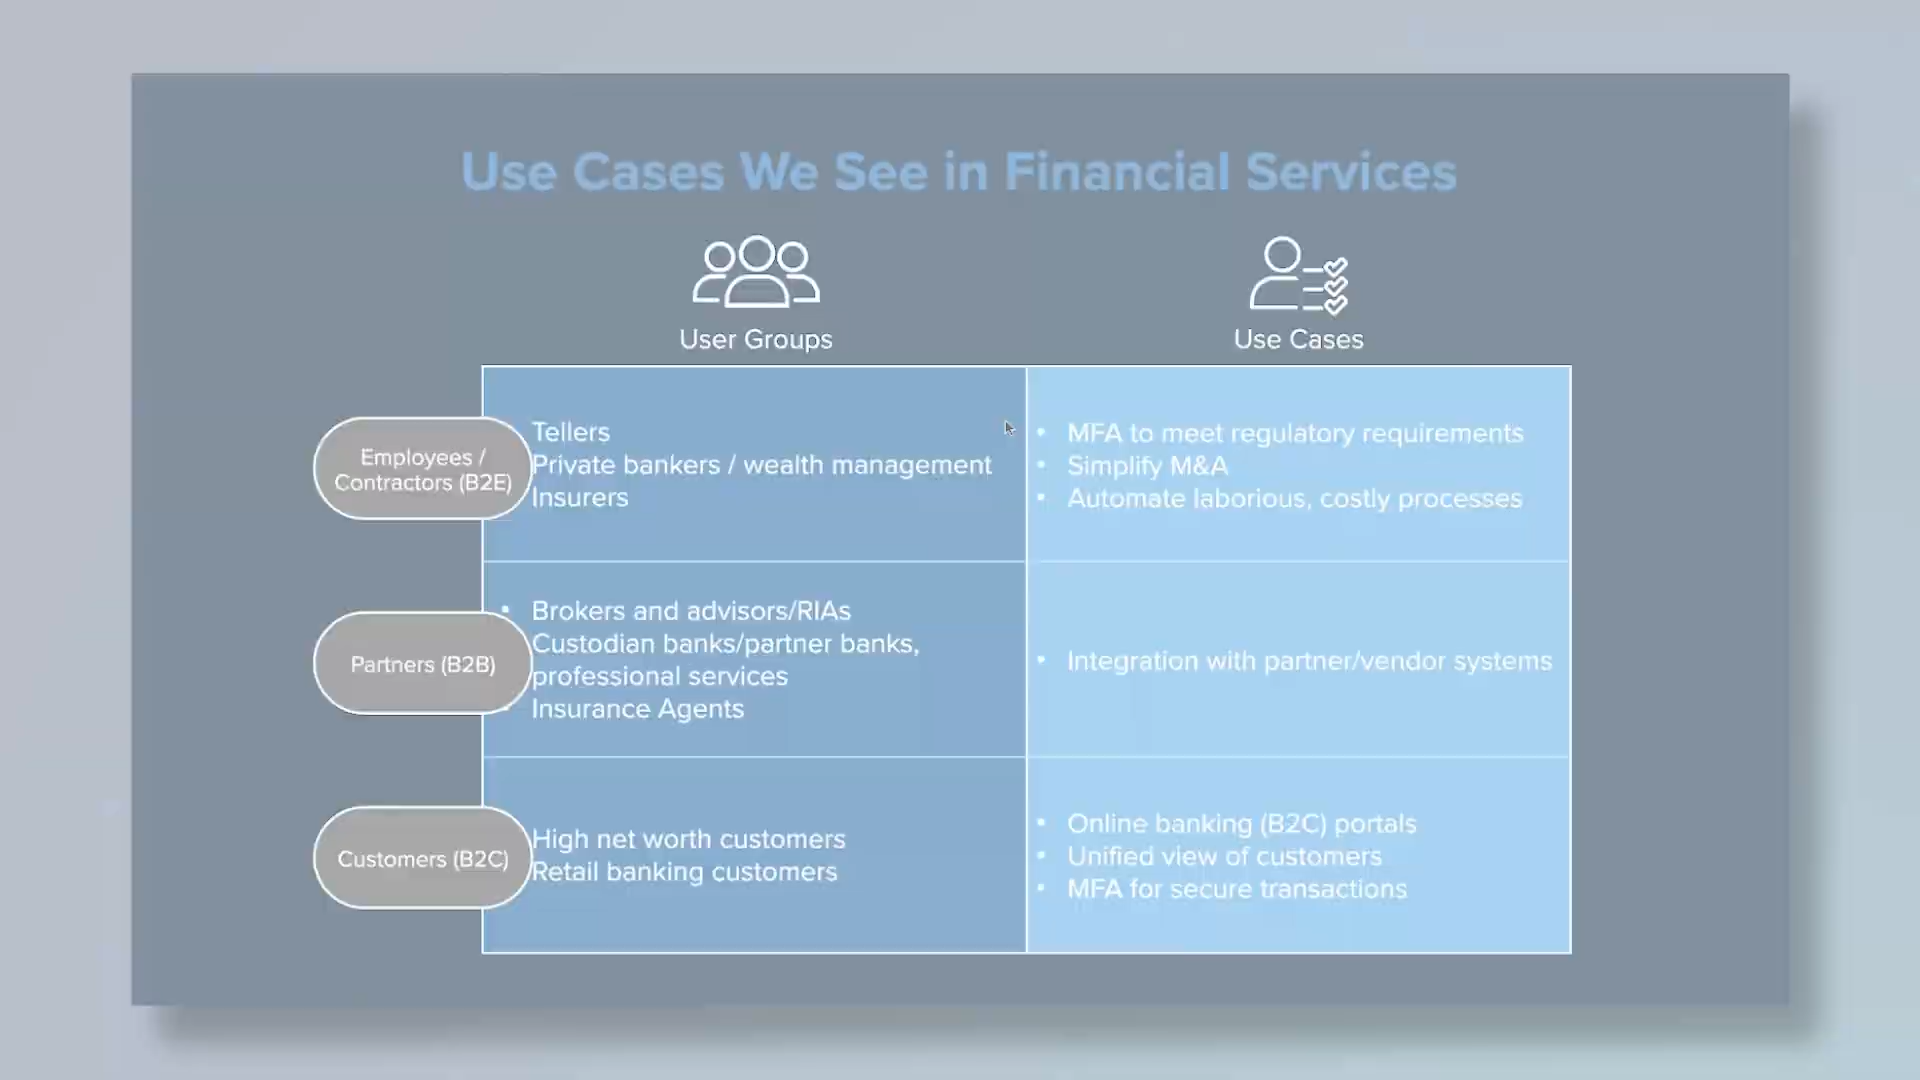 Use Cases We See in Financial Services
User Groups
Use Cases
Employees /
Contractors (B2E)
Tellers
Private bankers / wealth management
Insurers
• MFA to meet regulatory requirements
• Simplify M&A
• Automate laborious, costly processes
Partners (B2B)
• Brokers and advisors/RIAs
Custodian banks/partner banks,
professional services
Insurance Agents
• Integration with partner/vendor systems
Customers (B2C)
High net worth customers
Retail banking customers
• Online banking (B2C) portals
• Unified view of customers
• MFA for secure transactions